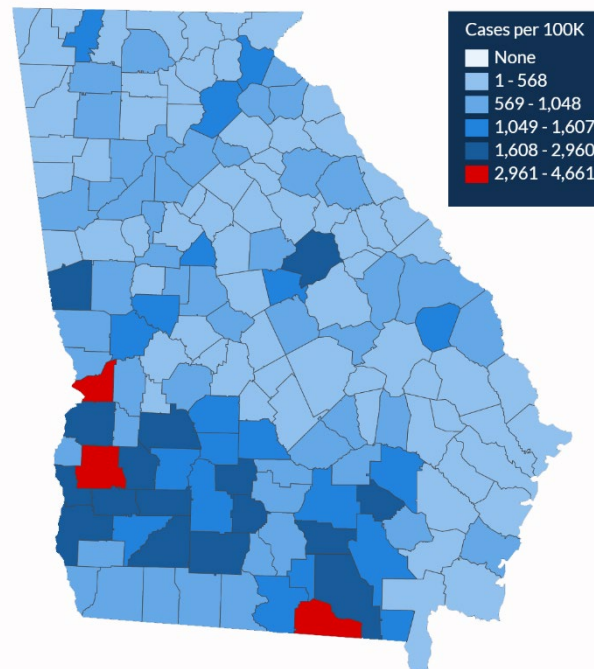 Cases per 100K
None
1 - 568
569 - 1,048
1,049 - 1,607
1,608 - 2,960
2,961 - 4,661